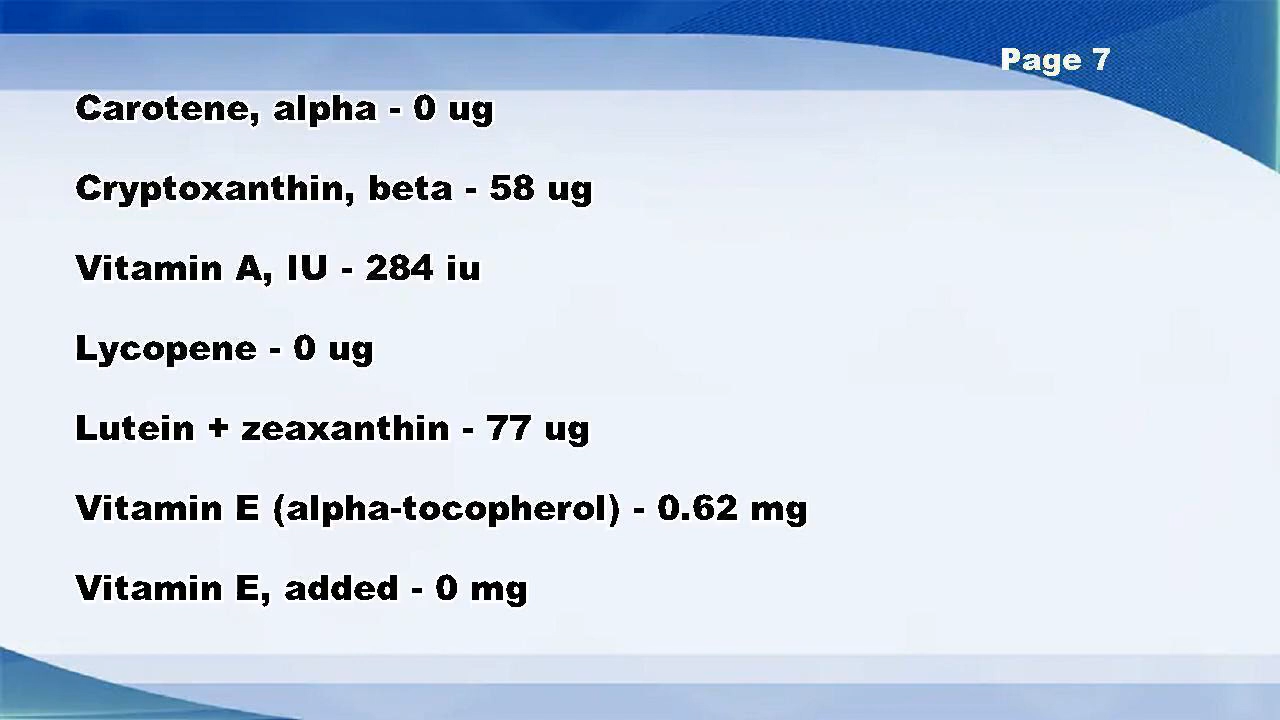 Page 7
Carotene, alpha - 0 ug
Cryptoxanthin, beta - 58 ug
Vitamin A, IU - 284 iu
Lycopene - 0 ug
Lutein + zeaxanthin - 77 ug
Vitamin E (alpha-tocopherol) - 0.62 mg
Vitamin E, added - 0 mg